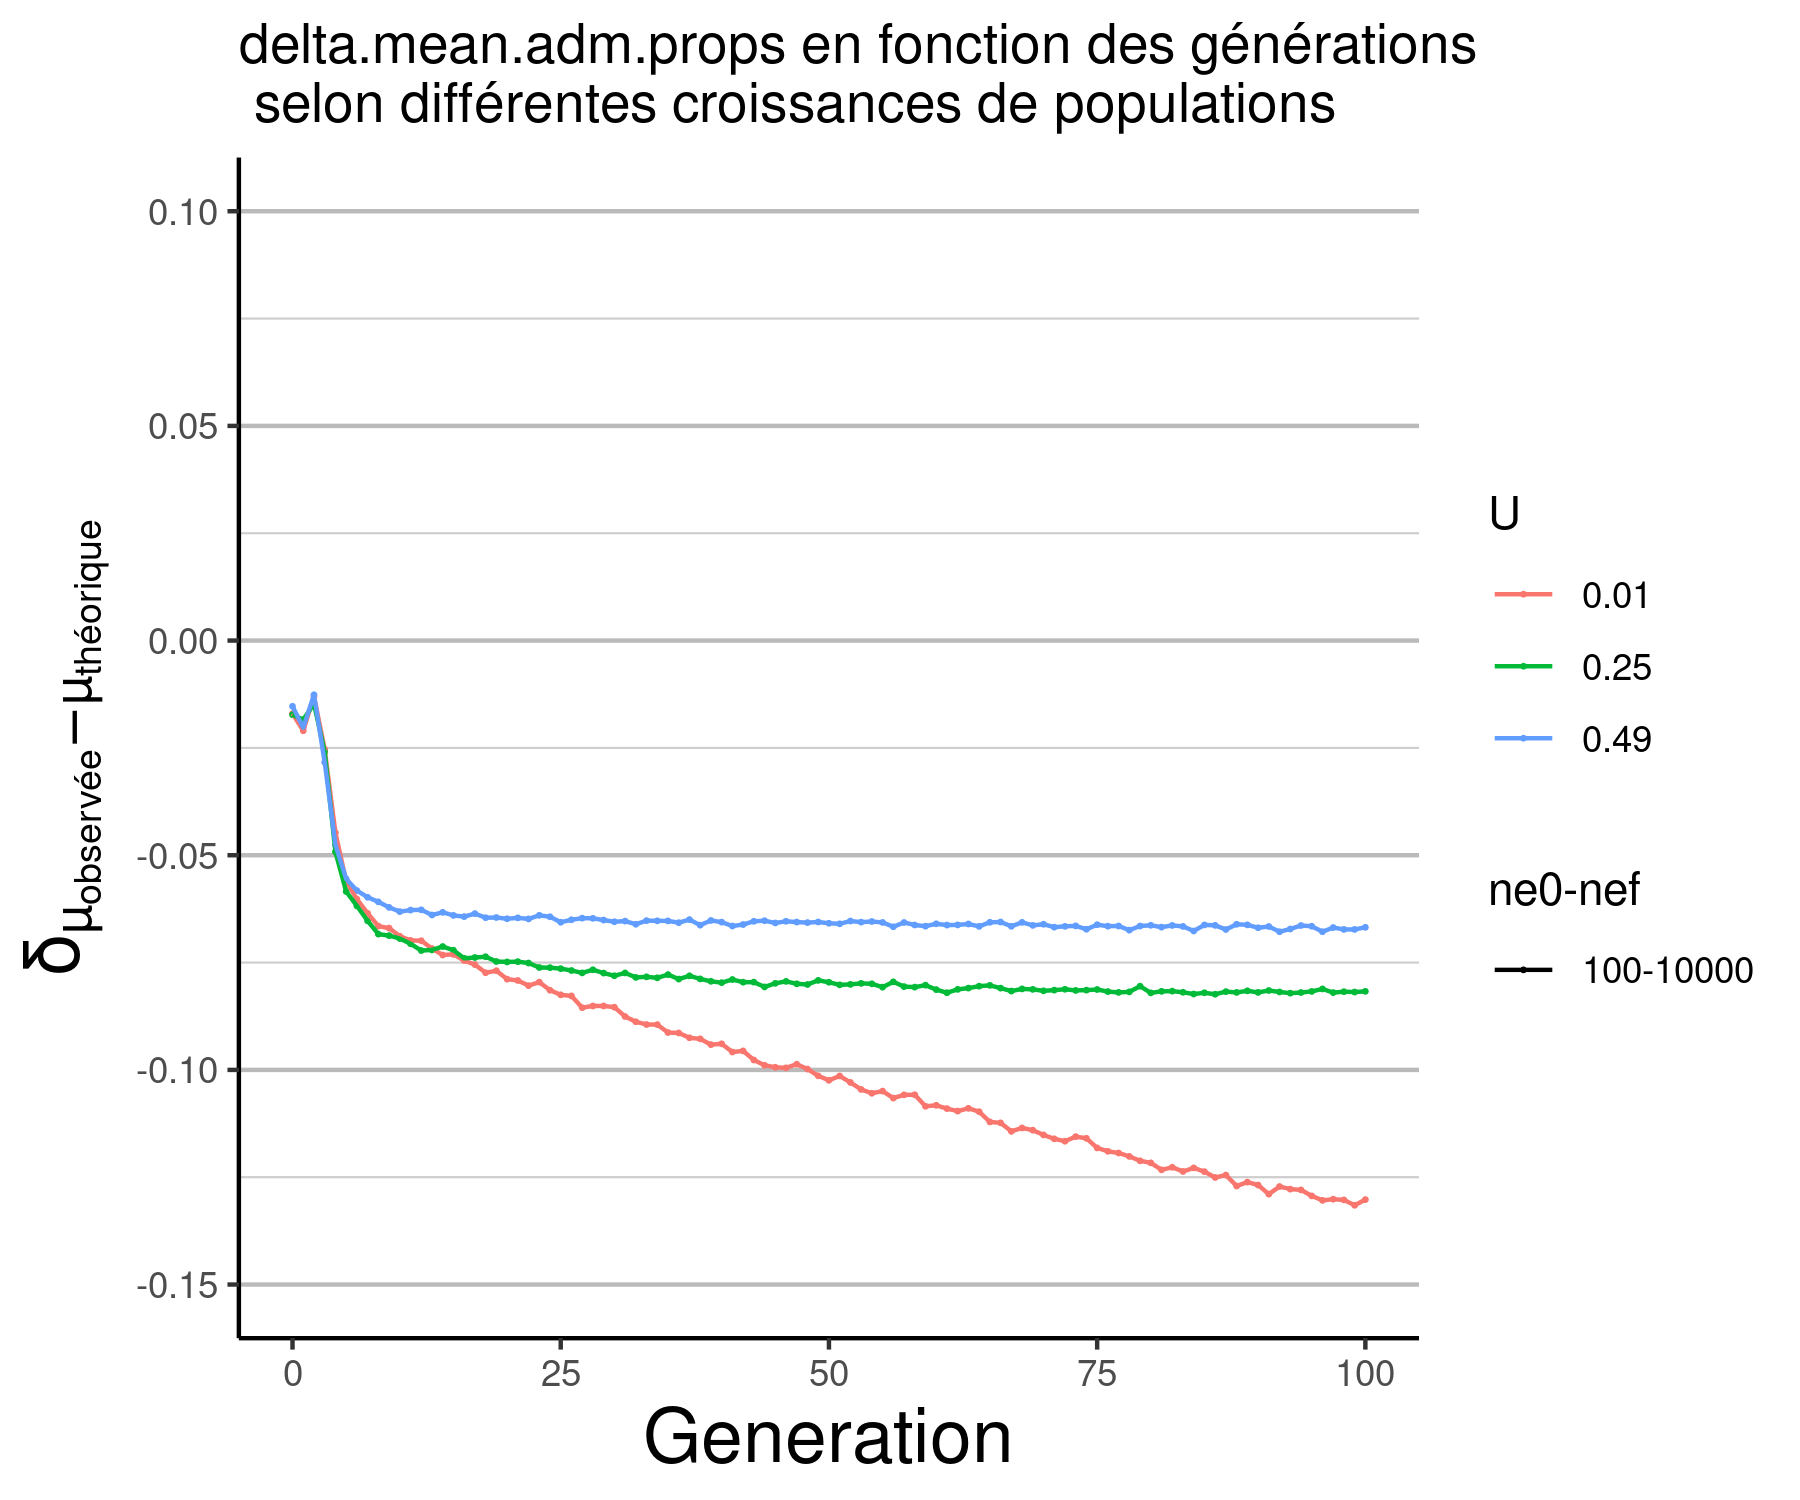 delta.mean.adm.props en fonction des générations
selon différentes croissances de populations
0.10
0.05
0.00
-0.05
-0.10
-0.15
δμobservée−μthéorique
0 25 50 75 100
Generation
U
0.01
0.25
0.49
ne0-nef
100-10000